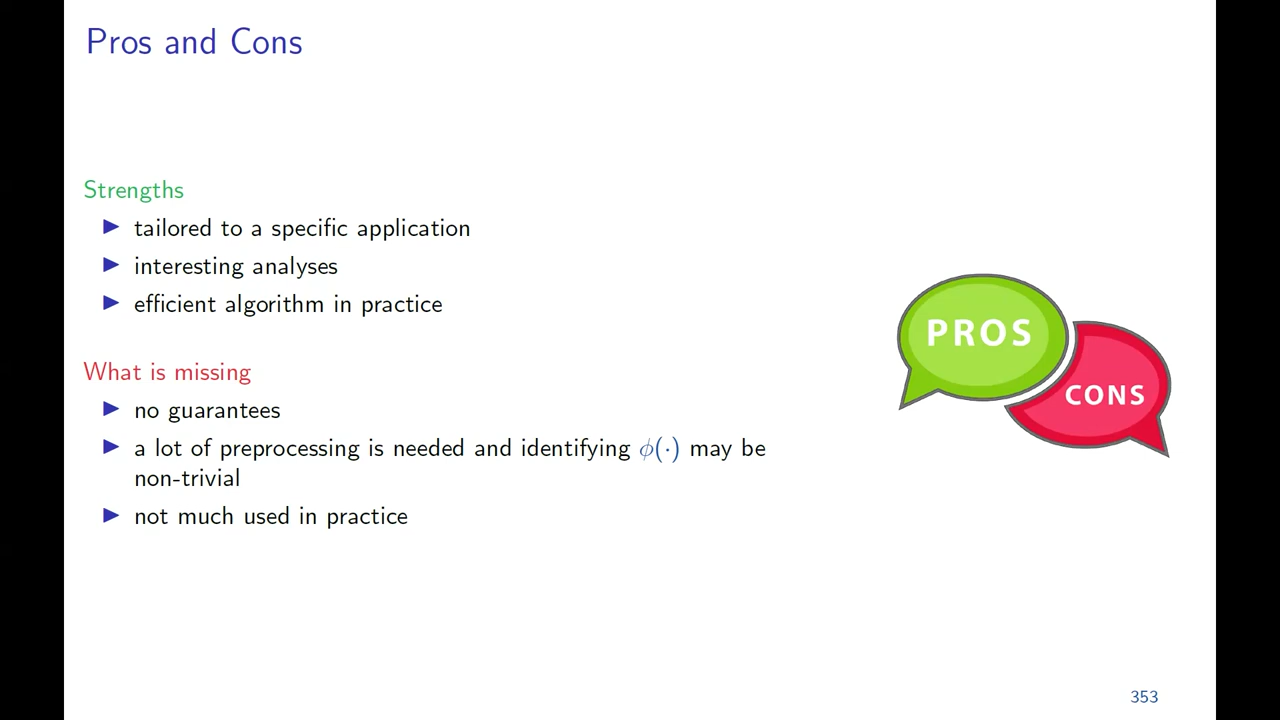 Pros and Cons
Strengths
▶ tailored to a specific application
▶ interesting analyses
▶ efficient algorithm in practice
What is missing
▶ no guarantees
▶ a lot of preprocessing is needed and identifying ϕ(·) may be
non-trivial
▶ not much used in practice
PROS
CONS
353